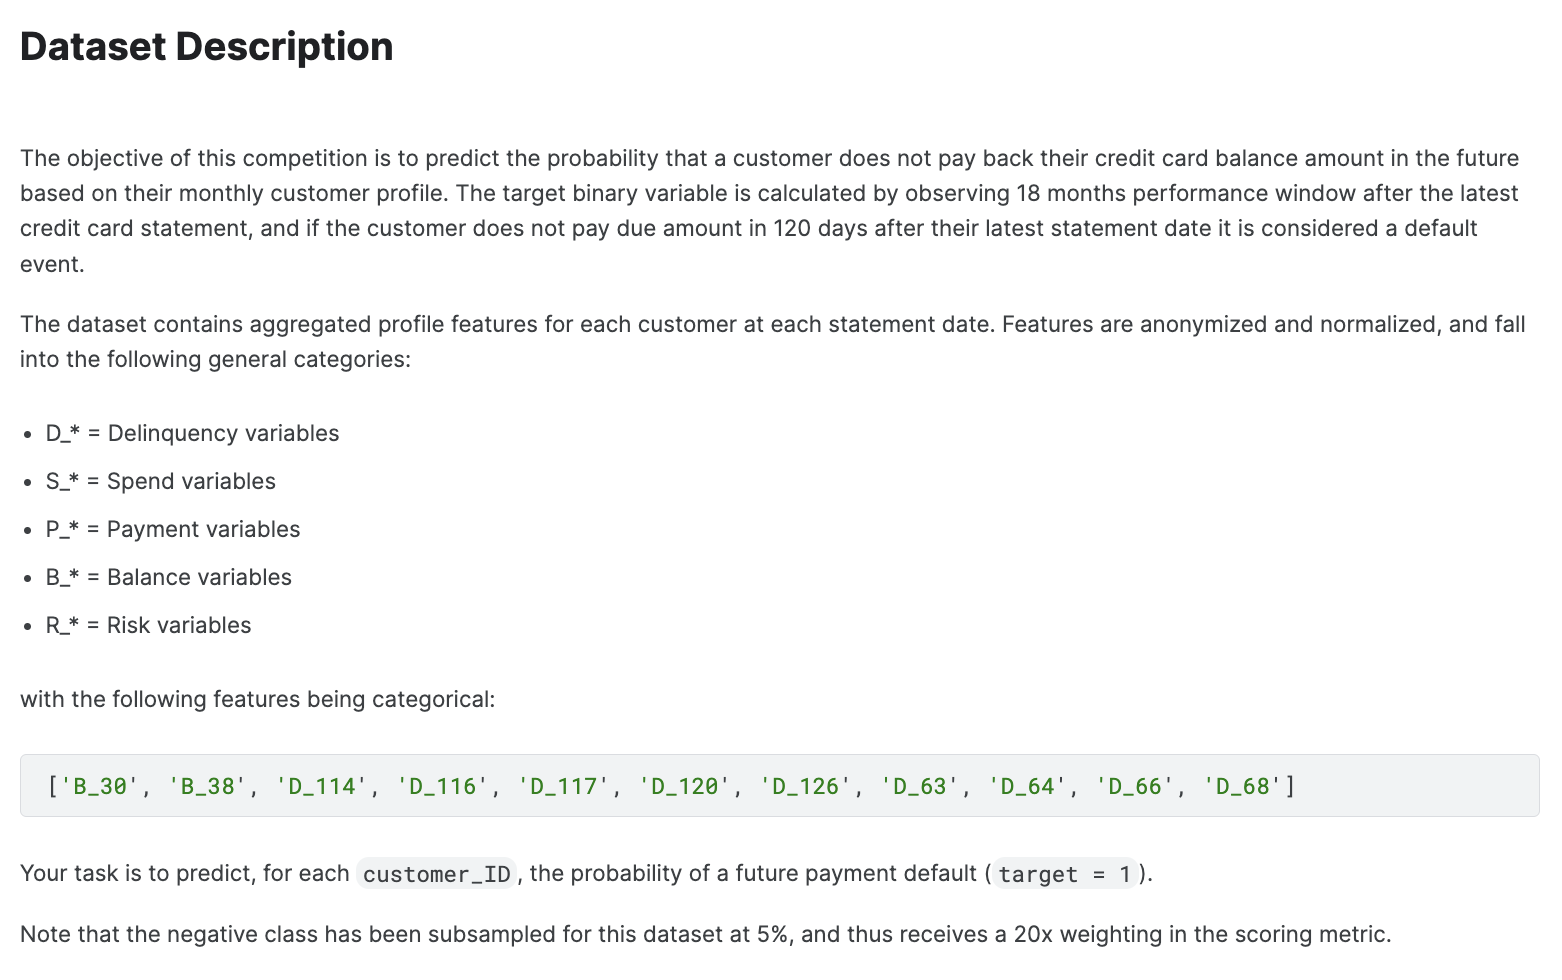 Dataset Description
The objective of this competition is to predict the probability that a customer does not pay back their credit card balance amount in the future
based on their monthly customer profile. The target binary variable is calculated by observing 18 months performance window after the latest
credit card statement, and if the customer does not pay due amount in 120 days after their latest statement date it is considered a default
event.
The dataset contains aggregated profile features for each customer at each statement date. Features are anonymized and normalized, and fall
into the following general categories:
• D_* = Delinquency variables
• S_* = Spend variables
• P_* = Payment variables
• B_* = Balance variables
• R_* = Risk variables
with the following features being categorical:
['B_30', 'B_38', 'D_114', 'D_116', 'D_117', 'D_120', 'D_126', 'D_63', 'D_64', 'D_66', 'D_68']
Your task is to predict, for each customer_ID, the probability of a future payment default (target = 1).
Note that the negative class has been subsampled for this dataset at 5%, and thus receives a 20x weighting in the scoring metric.